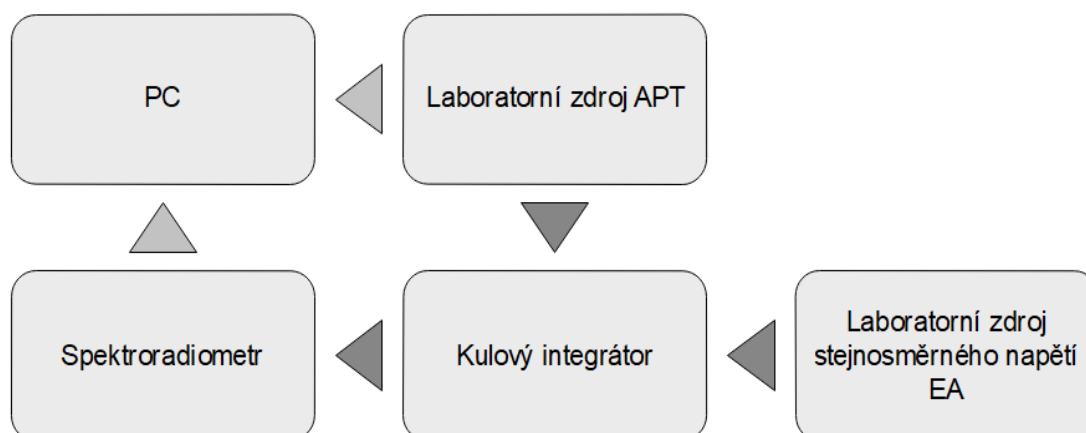 PC
Laboratorní zdroj APT
Spektroradiometr
Kulový integrátor
Laboratorní zdroj
stejnosměrného napětí
EA